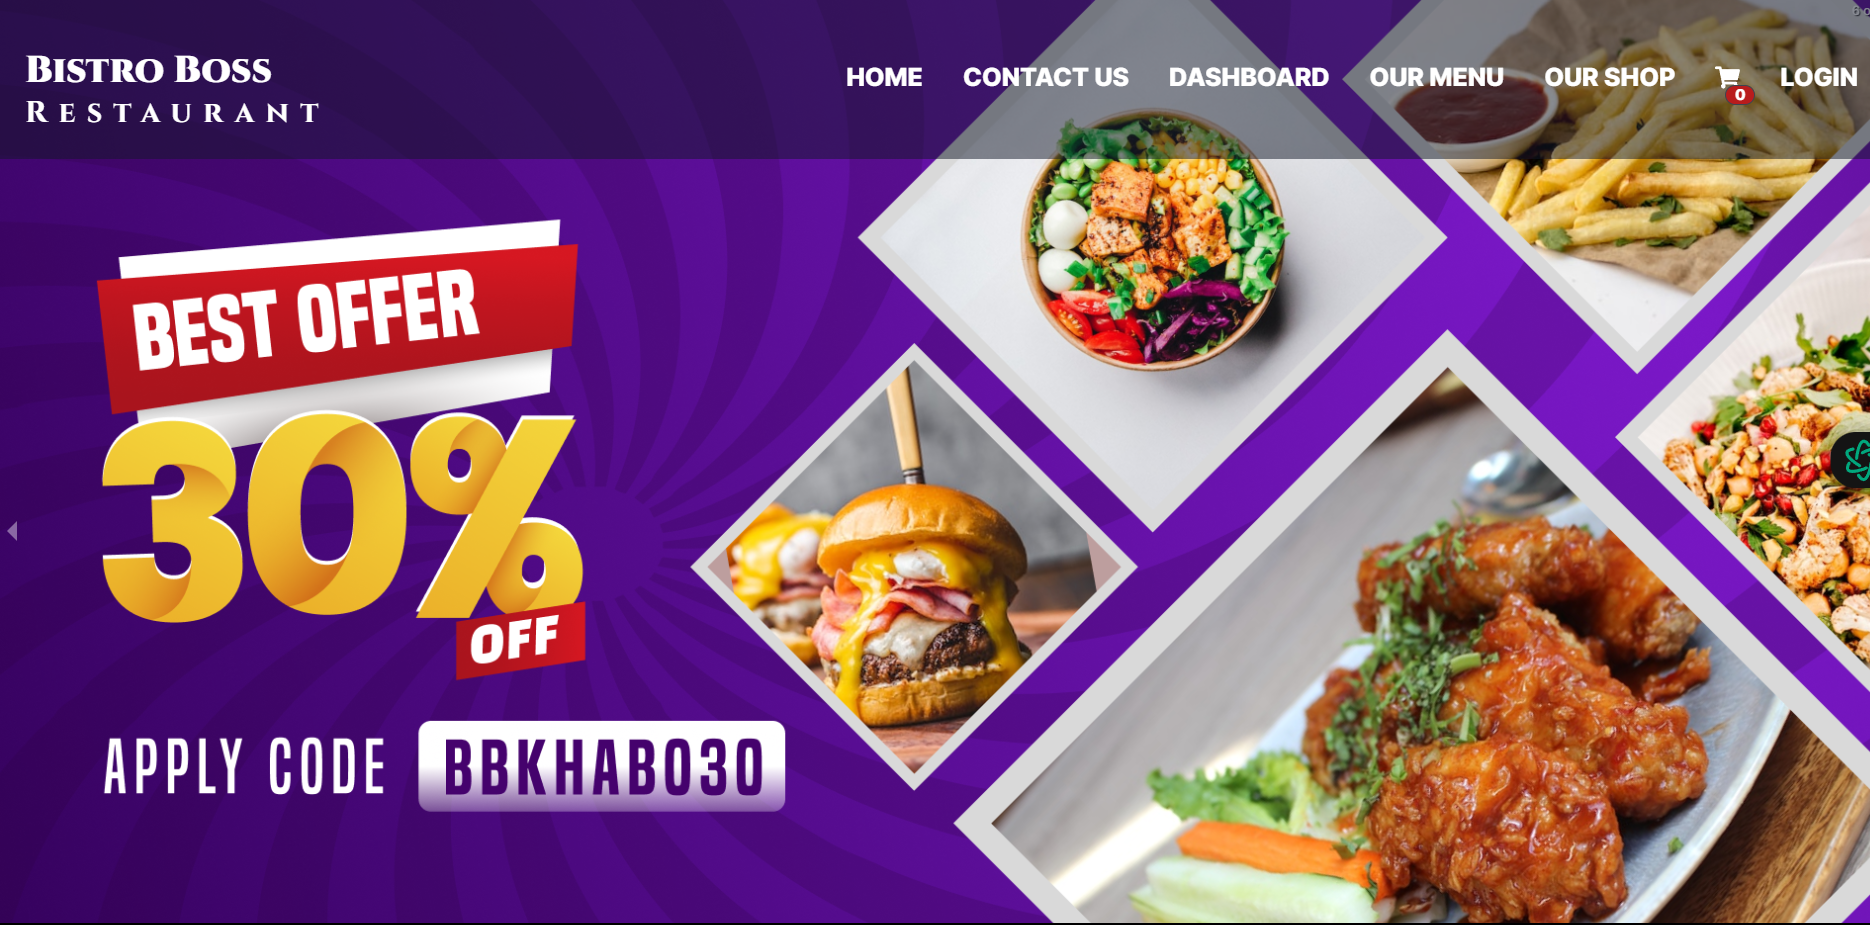 BISTRO BOSS
RESTAURANT
HOME CONTACT US DASHBOARD OUR MENU OUR SHOP 0 LOGIN
BEST OFFER
30%
OFF
APPLY CODE BBKHAB030